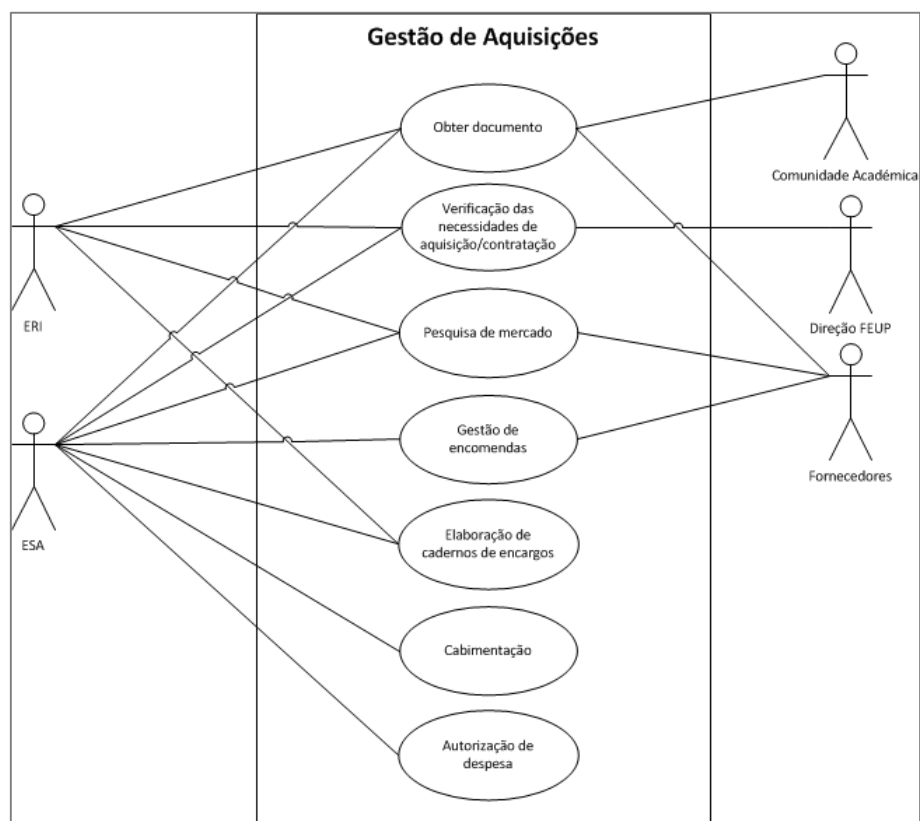 Gestão de Aquisições
Obter documento
Comunidade Académica
Verificação das
necessidades de
aquisição/contratação
ERI
Direção FEUP
Pesquisa de mercado
Gestão de
encomendas
Fornecedores
ESA
Elaboração de
cadernos de encargos
Cabimentação
Autorização de
despesa